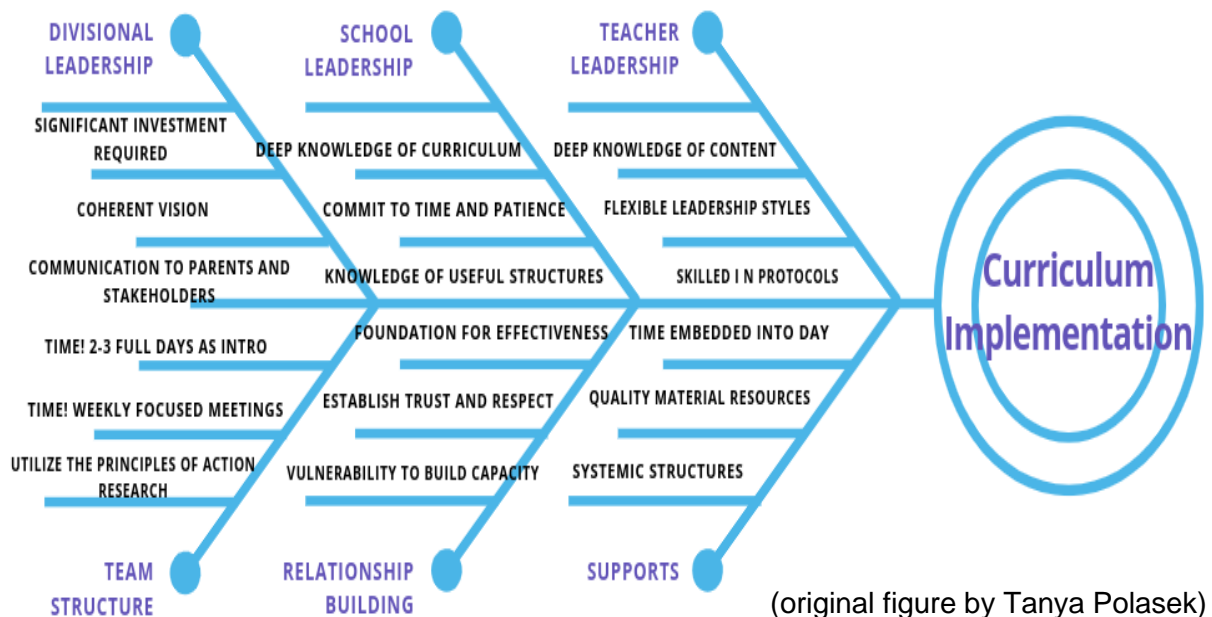 DIVISIONAL
LEADERSHIP
SIGNIFICANT INVESTMENT
REQUIRED
COHERENT VISION
COMMUNICATION TO PARENTS AND
STAKEHOLDERS
SCHOOL
LEADERSHIP
DEEP KNOWLEDGE OF CURRICULUM
COMMIT TO TIME AND PATIENCE
KNOWLEDGE OF USEFUL STRUCTURES
TEACHER
LEADERSHIP
DEEP KNOWLEDGE OF CONTENT
FLEXIBLE LEADERSHIP STYLES
SKILLED I N PROTOCOLS
TIME! 2-3 FULL DAYS AS INTRO
TIME! WEEKLY FOCUSED MEETINGS
UTILIZE THE PRINCIPLES OF ACTION
RESEARCH
TEAM
STRUCTURE
FOUNDATION FOR EFFECTIVENESS
ESTABLISH TRUST AND RESPECT
VULNERABILITY TO BUILD CAPACITY
RELATIONSHIP
BUILDING
TIME EMBEDDED INTO DAY
QUALITY MATERIAL RESOURCES
SYSTEMIC STRUCTURES
SUPPORTS
Curriculum
Implementation
(original figure by Tanya Polasek)